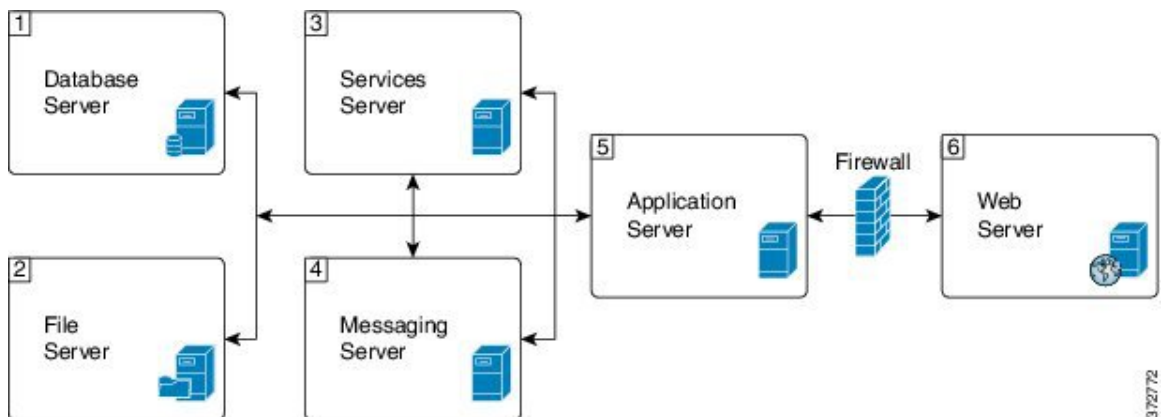 1
Database
Server
3
Services
Server
5
Application
Server
Firewall
6
Web
Server
2
File
Server
4
Messaging
Server
372772